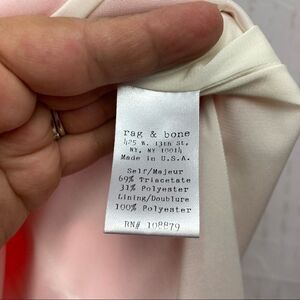 rag & bone
425 W. 13th St,
NY, NY 10014
Made in U.S.A.
Self/Majeur
69% Triacetate
31% Polyester
Lining/Doublure
100% Polyester
RN# 108879